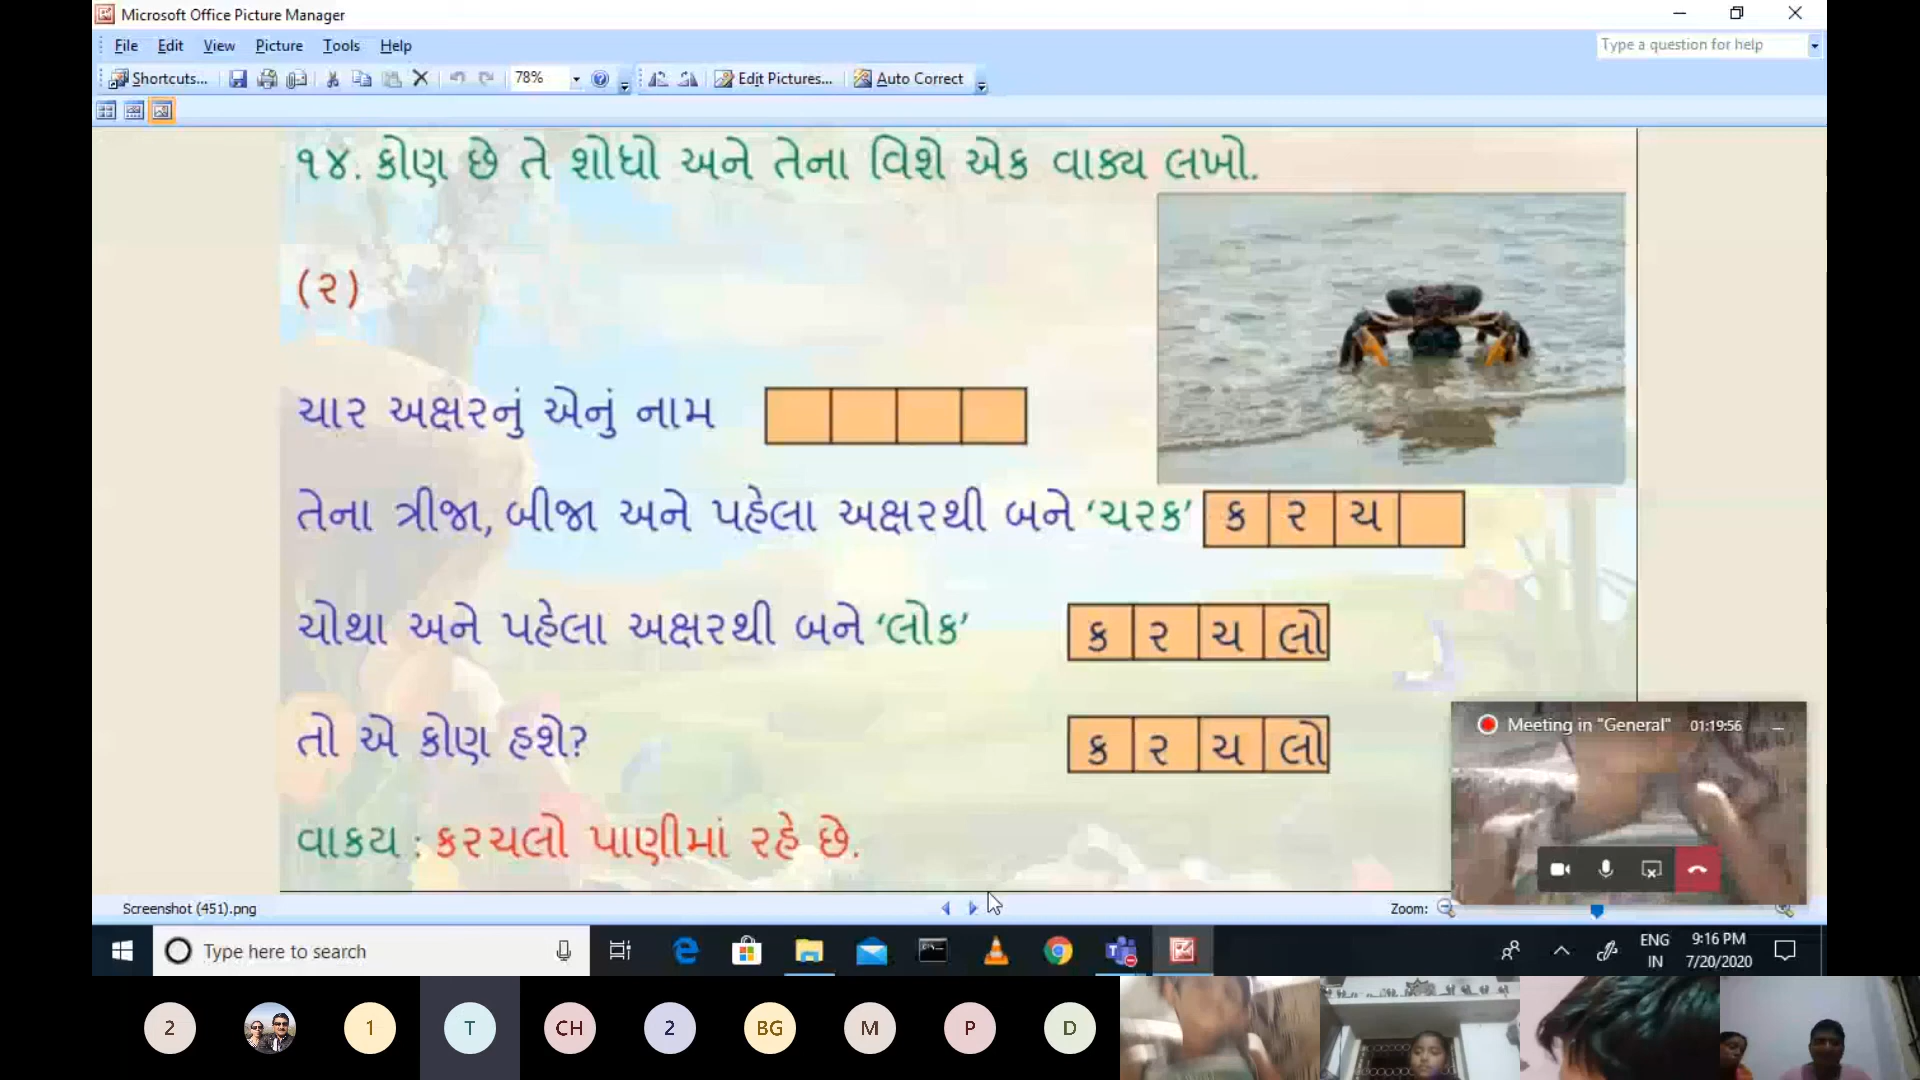 Microsoft Office Picture Manager
File Edit View Picture Tools Help
Type a question for help
Shortcuts... 78% Edit Pictures... Auto Correct
૧૪. કોણ છે તે શોધો અને તેના વિશે એક વાક્ય લખો.
(૨)
ચાર અક્ષરનું એનું નામ
તેના ત્રીજા, બીજા અને પહેલા અક્ષરથી બને ‘ચરક’ ક ર ચ
ચોથા અને પહેલા અક્ષરથી બને ‘લોક’ ક ર ચ લો
તો એ કોણ હશે? ક ર ચ લો
વાકય : કરચલો પાણીમાં રહે છે.
Meeting in "General" 01:19:56
Screenshot (451).png
Zoom:
Type here to search
ENG
IN
9:16 PM
7/20/2020
2 1 T CH 2 BG M P D